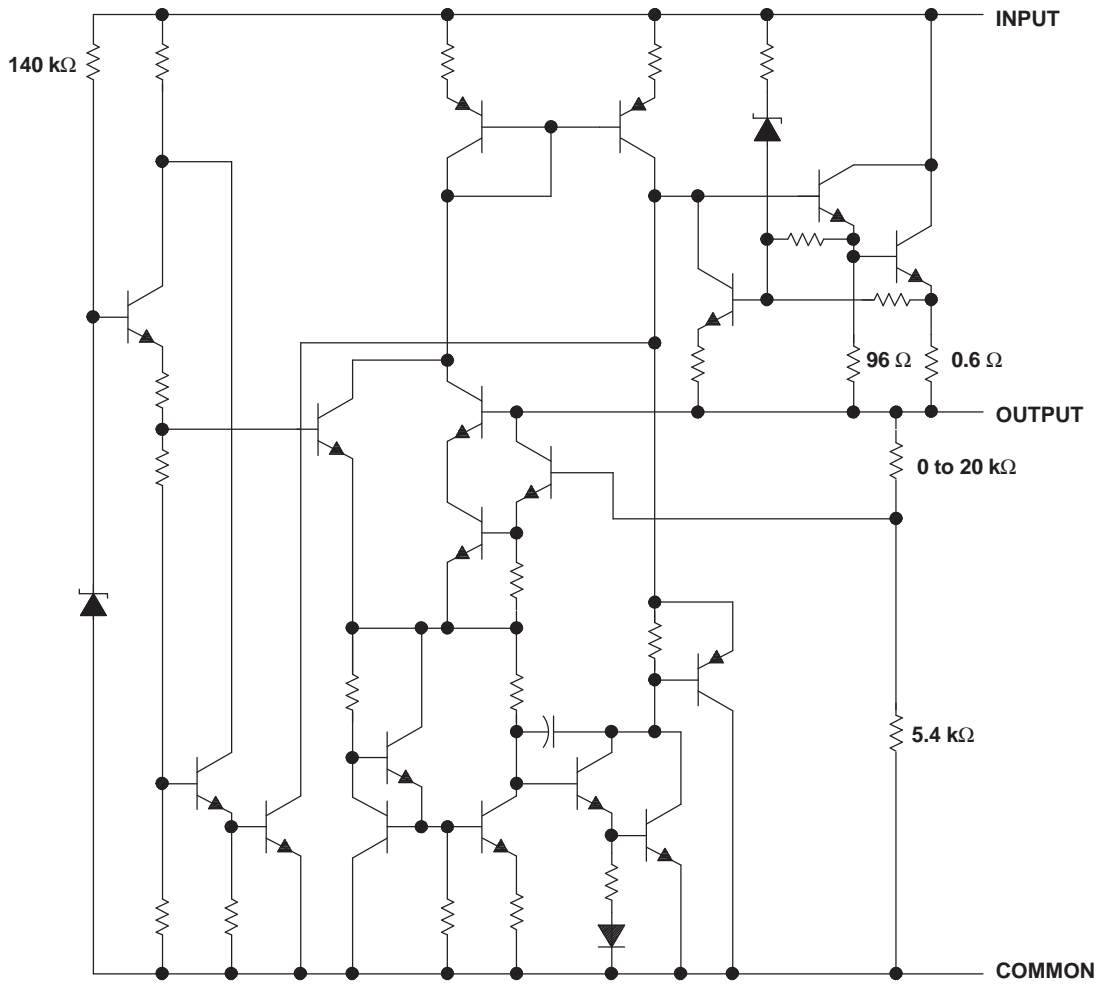 INPUT
140 kΩ
96 Ω
0.6 Ω
OUTPUT
0 to 20 kΩ
5.4 kΩ
COMMON